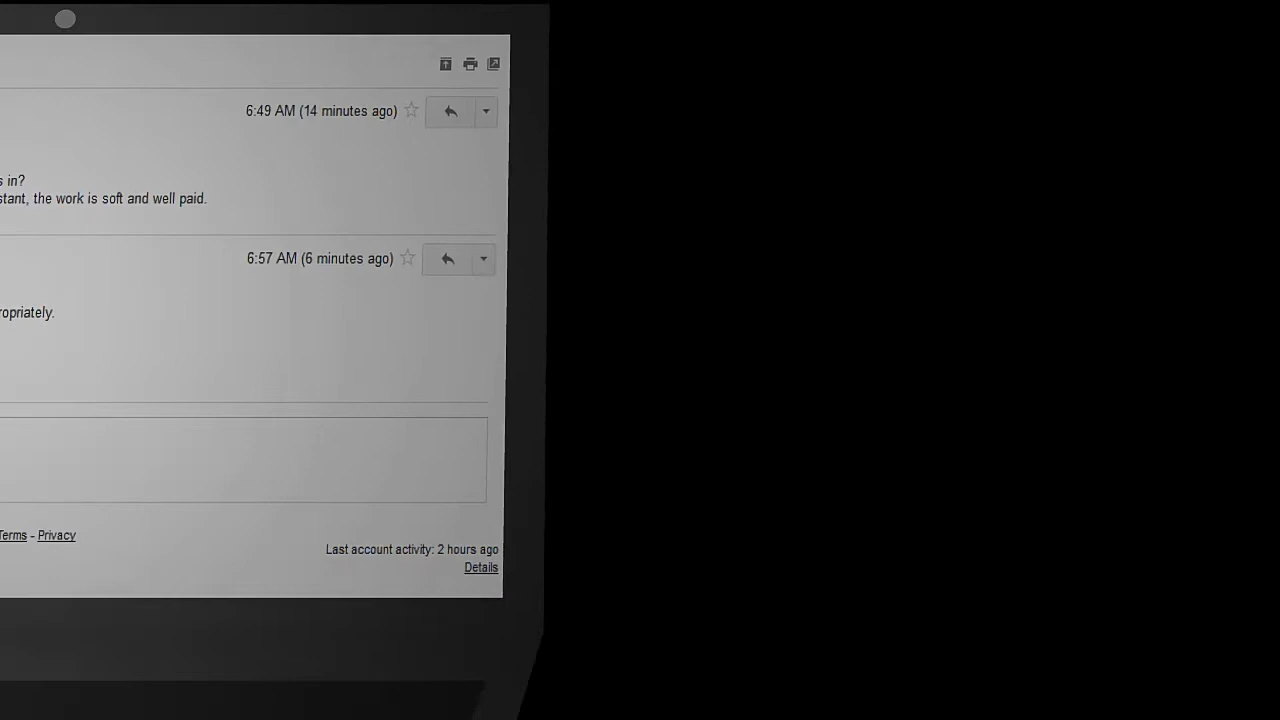 6:49 AM (14 minutes ago)
s in?
stant, the work is soft and well paid.
6:57 AM (6 minutes ago)
ropriately.
Terms - Privacy
Last account activity: 2 hours ago
Details